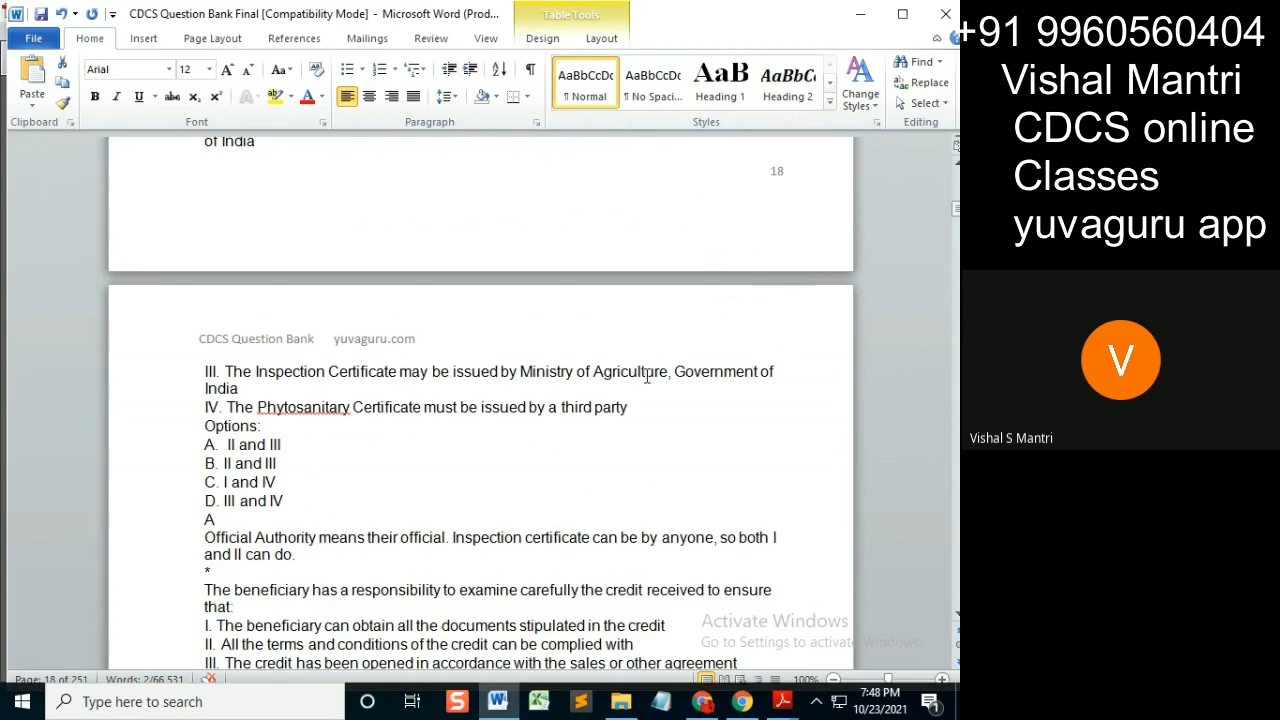 CDCS Question Bank Final [Compatibility Mode] - Microsoft Word (Prod...
Table Tools
File Home Insert Page Layout References Mailings Review View Design Layout
Paste
Arial 12
AaBbCcDc AaBbCcDc AaB AaBbCc
¶ Normal ¶ No Spaci... Heading 1 Heading 2
Change Styles
Find
Replace
Select
Clipboard Font Paragraph Styles Editing
of India
18
CDCS Question Bank yuvaguru.com
III. The Inspection Certificate may be issued by Ministry of Agriculture, Government of
India
IV. The Phytosanitary Certificate must be issued by a third party
Options:
A. II and III
B. II and III
C. I and IV
D. III and IV
A
Official Authority means their official. Inspection certificate can be by anyone, so both I
and II can do.
*
The beneficiary has a responsibility to examine carefully the credit received to ensure
that:
I. The beneficiary can obtain all the documents stipulated in the credit
II. All the terms and conditions of the credit can be complied with
III. The credit has been opened in accordance with the sales or other agreement
Activate Windows
Go to Settings to activate Windows.
Page: 18 of 251 Words: 2/66,531 100%
Type here to search
7:48 PM
10/23/2021
+91 9960560404
Vishal Mantri
CDCS online
Classes
yuvaguru app
V
Vishal S Mantri